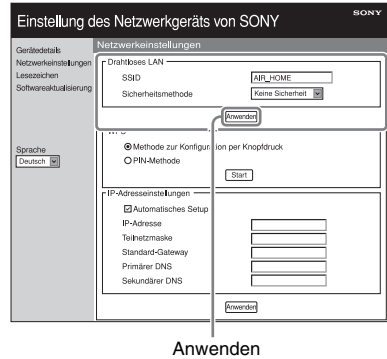 Einstellung des Netzwerkgeräts von SONY
SONY
Gerätedetails
Netzwerkeinstellungen
Lesezeichen
Softwareaktualisierung
Sprache
Deutsch
Netzwerkeinstellungen
Drahtloses LAN
SSID AIR_HOME
Sicherheitsmethode Keine Sicherheit
Anwenden
WPS
Methode zur Konfiguration per Knopfdruck
PIN-Methode
Start
IP-Adresseinstellungen
Automatisches Setup
IP-Adresse
Teilnetzmaske
Standard-Gateway
Primärer DNS
Sekundärer DNS
Anwenden
Anwenden